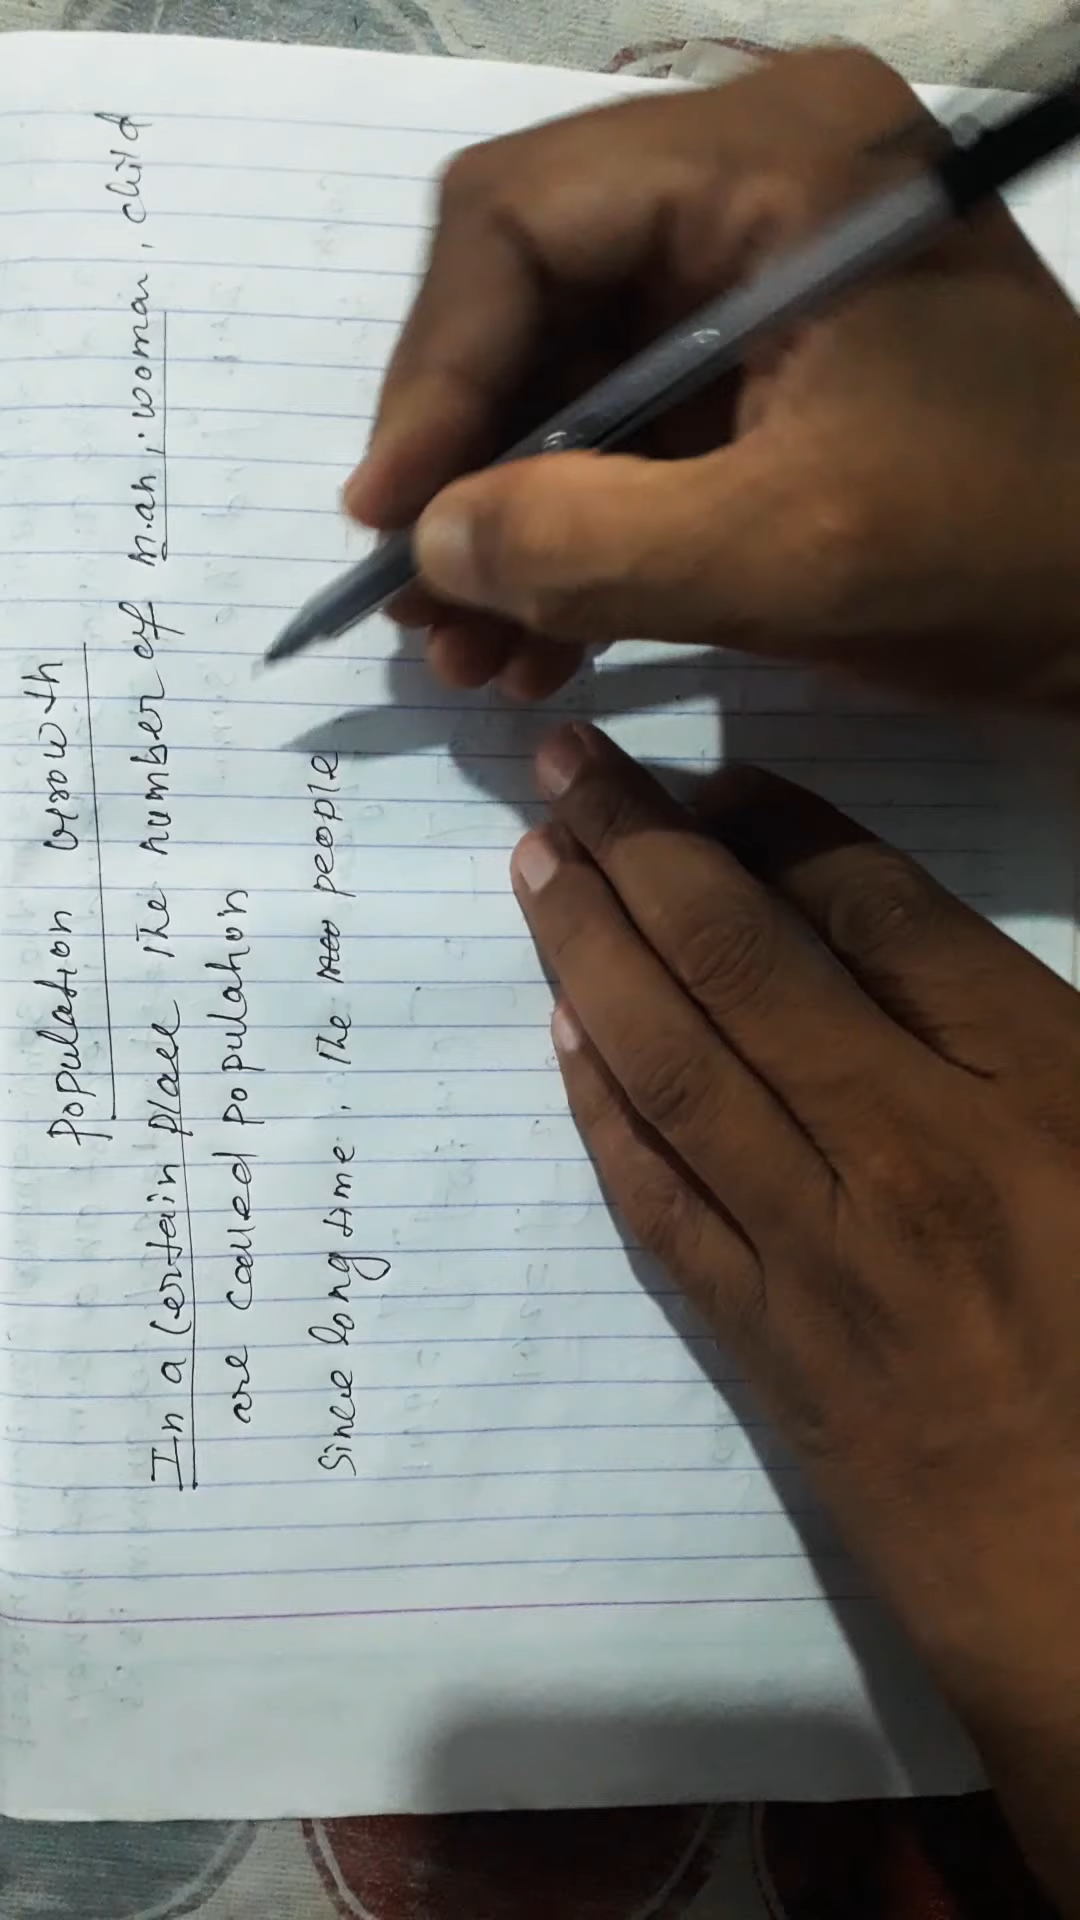 Population Growth
In a certain place The number of man, woman, child
are called population
Since long time, The people